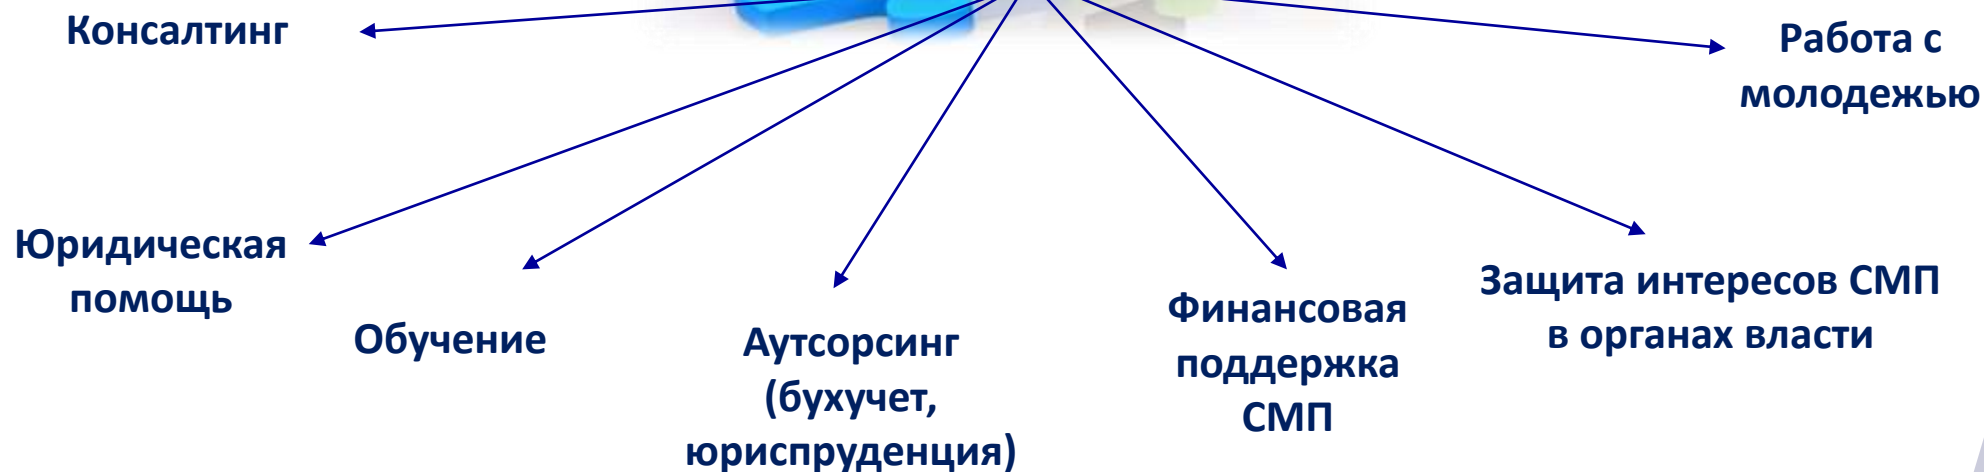 Консалтинг
Работа с
молодежью
Юридическая
помощь
Обучение
Аутсорсинг
(бухучет,
юриспруденция)
Финансовая
поддержка
СМП
Защита интересов СМП
в органах власти